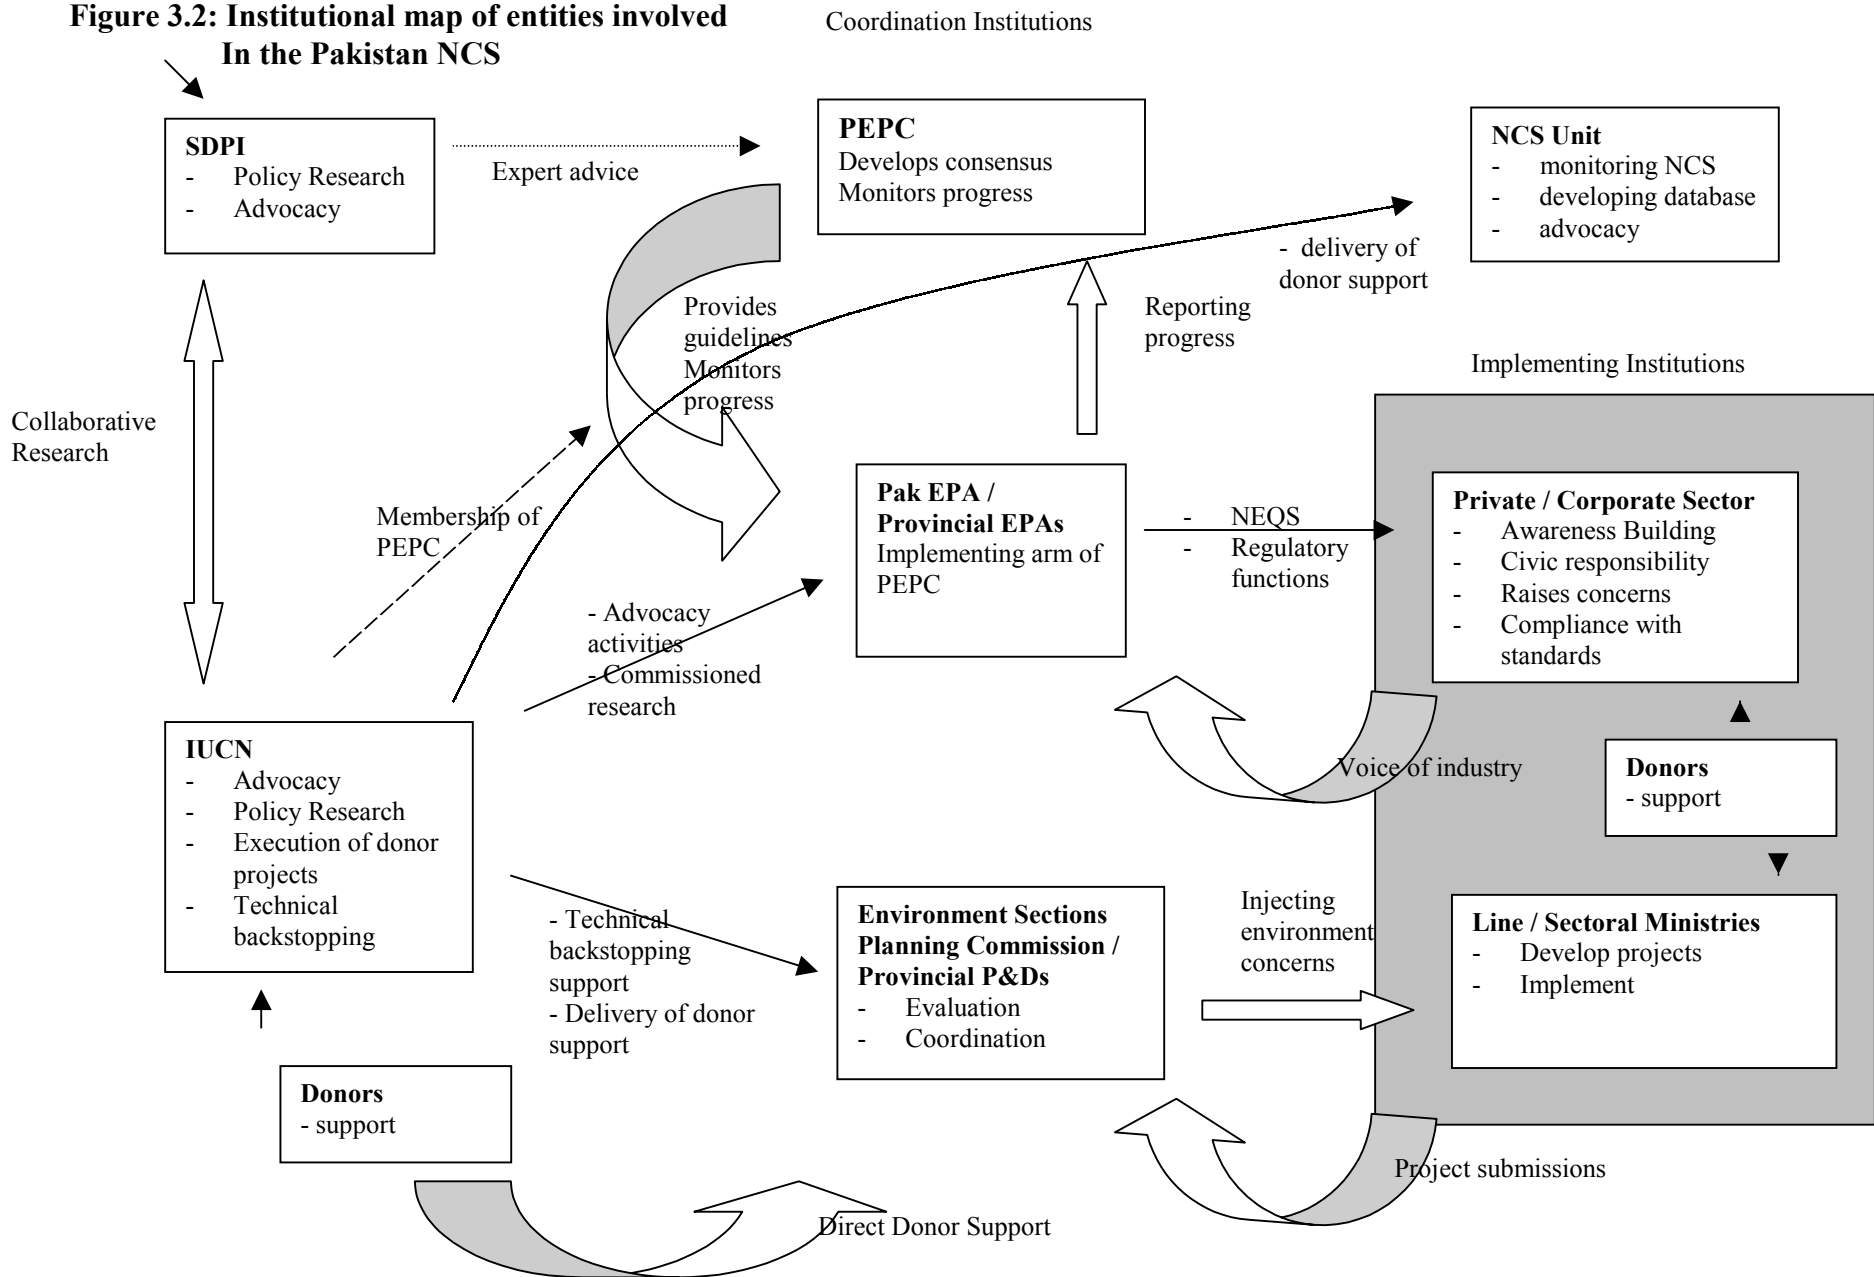 Figure 3.2: Institutional map of entities involved
In the Pakistan NCS
Coordination Institutions
SDPI
- Policy Research
- Advocacy
Expert advice
PEPC
Develops consensus
Monitors progress
NCS Unit
- monitoring NCS
- developing database
- advocacy
- delivery of
donor support
Provides
guidelines
Monitors
progress
Reporting
progress
Implementing Institutions
Collaborative
Research
Membership of
PEPC
Pak EPA /
Provincial EPAs
Implementing arm of
PEPC
- NEQS
- Regulatory
functions
Private / Corporate Sector
- Awareness Building
- Civic responsibility
- Raises concerns
- Compliance with
standards
- Advocacy
activities
- Commissioned
research
IUCN
- Advocacy
- Policy Research
- Execution of donor
projects
- Technical
backstopping
Voice of industry
Donors
- support
- Technical
backstopping
support
- Delivery of donor
support
Environment Sections
Planning Commission /
Provincial P&Ds
- Evaluation
- Coordination
Injecting
environment
concerns
Line / Sectoral Ministries
- Develop projects
- Implement
Donors
- support
Project submissions
Direct Donor Support